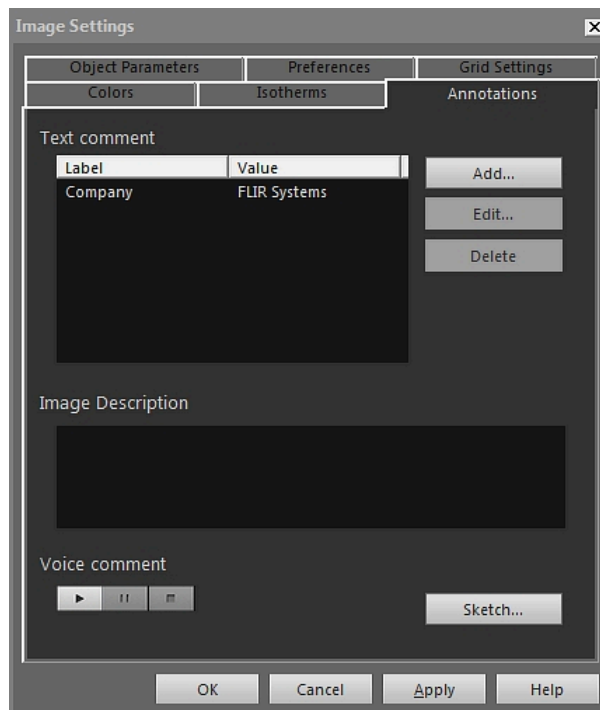 Image Settings
Object Parameters Preferences Grid Settings
Colors Isotherms Annotations
Text comment
Label Value
Company FLIR Systems
Add...
Edit...
Delete
Image Description
Voice comment
Sketch...
OK Cancel Apply Help